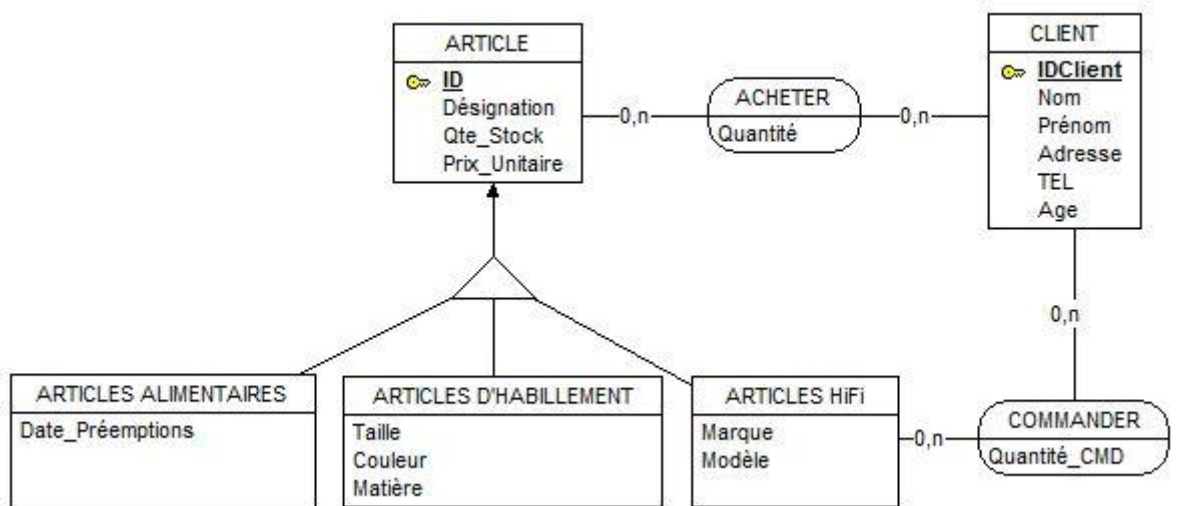 ARTICLE
ID
Désignation
Qte_Stock
Prix_Unitaire
0,n
ACHETER
Quantité
0,n
CLIENT
IDClient
Nom
Prénom
Adresse
TEL
Age
0,n
ARTICLES ALIMENTAIRES
Date_Préemptions
ARTICLES D'HABILLEMENT
Taille
Couleur
Matière
ARTICLES HiFi
Marque
Modèle
0,n
COMMANDER
Quantité_CMD